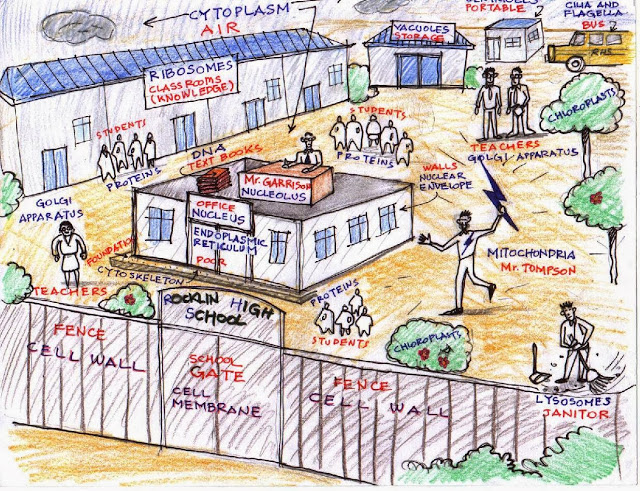 CYTOPLASM
AIR
VACUOLES
STORAGE
PORTABLE
CILIA AND
FLAGELLA
BUS
RHS
RIBOSOMES
CLASSROOMS
(KNOWLEDGE)
STUDENTS
PROTEINS
STUDENTS
PROTEINS
CHLOROPLASTS
TEACHERS
GOLGI APPARATUS
DNA
TEXT BOOKS
Mr. GARRISON
NUCLEOLUS
WALLS
NUCLEAR
ENVELOPE
OFFICE
NUCLEUS
ENDOPLASMIC
RETICULUM
POOR
GOLGI
APPARATUS
TEACHERS
FOUNDATION
CYTOSKELETON
MITOCHONDRIA
Mr. TOMPSON
PROTEINS
STUDENTS
ROCKLIN HIGH
SCHOOL
CHLOROPLASTS
FENCE
CELL WALL
SCHOOL
GATE
CELL
MEMBRANE
FENCE
CELL WALL
LYSOSOMES
JANITOR